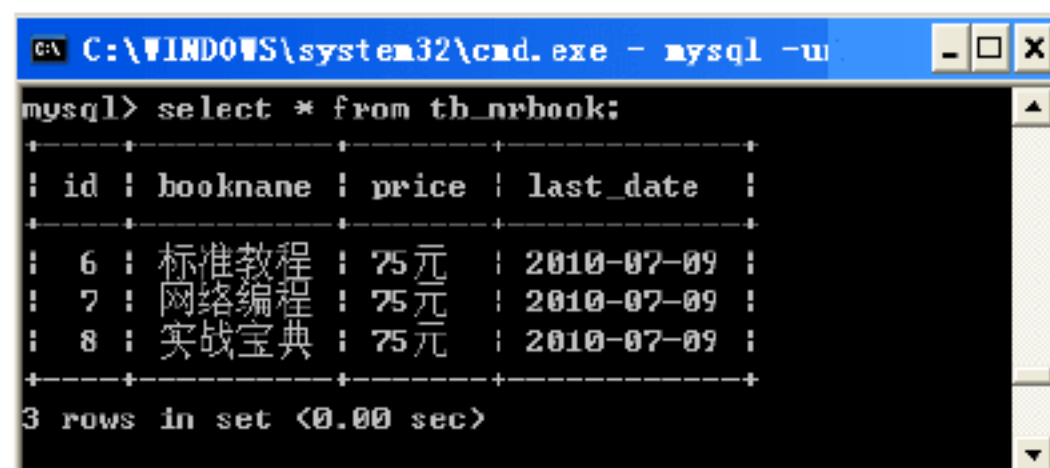 C:\WINDOWS\system32\cmd.exe - mysql -u
mysql> select * from tb_nrbook;
| id | bookname | price | last_date |
| 6 | 标准教程 | 75元 | 2010-07-09 |
| 7 | 网络编程 | 75元 | 2010-07-09 |
| 8 | 实战宝典 | 75元 | 2010-07-09 |
3 rows in set <0.00 sec>